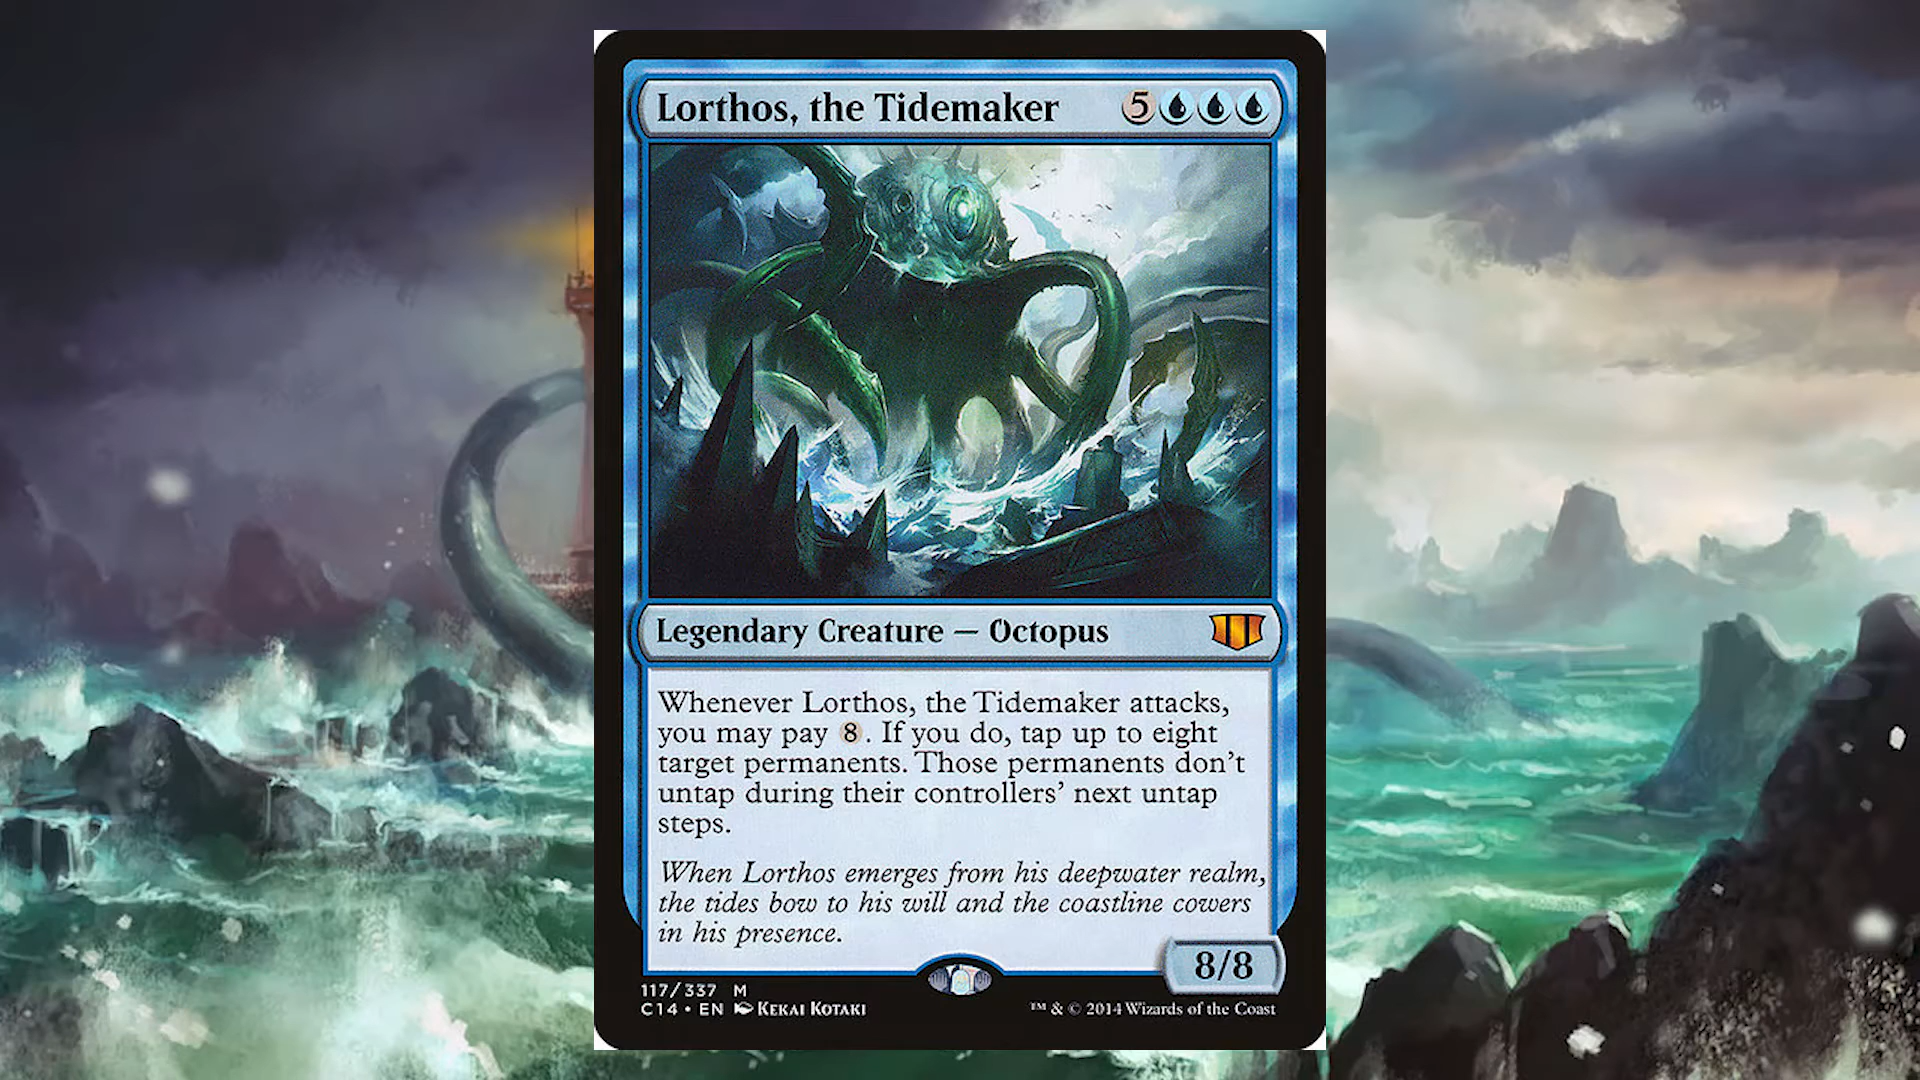 Lorthos, the Tidemaker 5
Legendary Creature — Octopus
Whenever Lorthos, the Tidemaker attacks,
you may pay 8. If you do, tap up to eight
target permanents. Those permanents don't
untap during their controllers' next untap
steps.
When Lorthos emerges from his deepwater realm,
the tides bow to his will and the coastline cowers
in his presence.
8/8
117/337 M
C14 • EN KEKAI KOTAKI
™ & © 2014 Wizards of the Coast